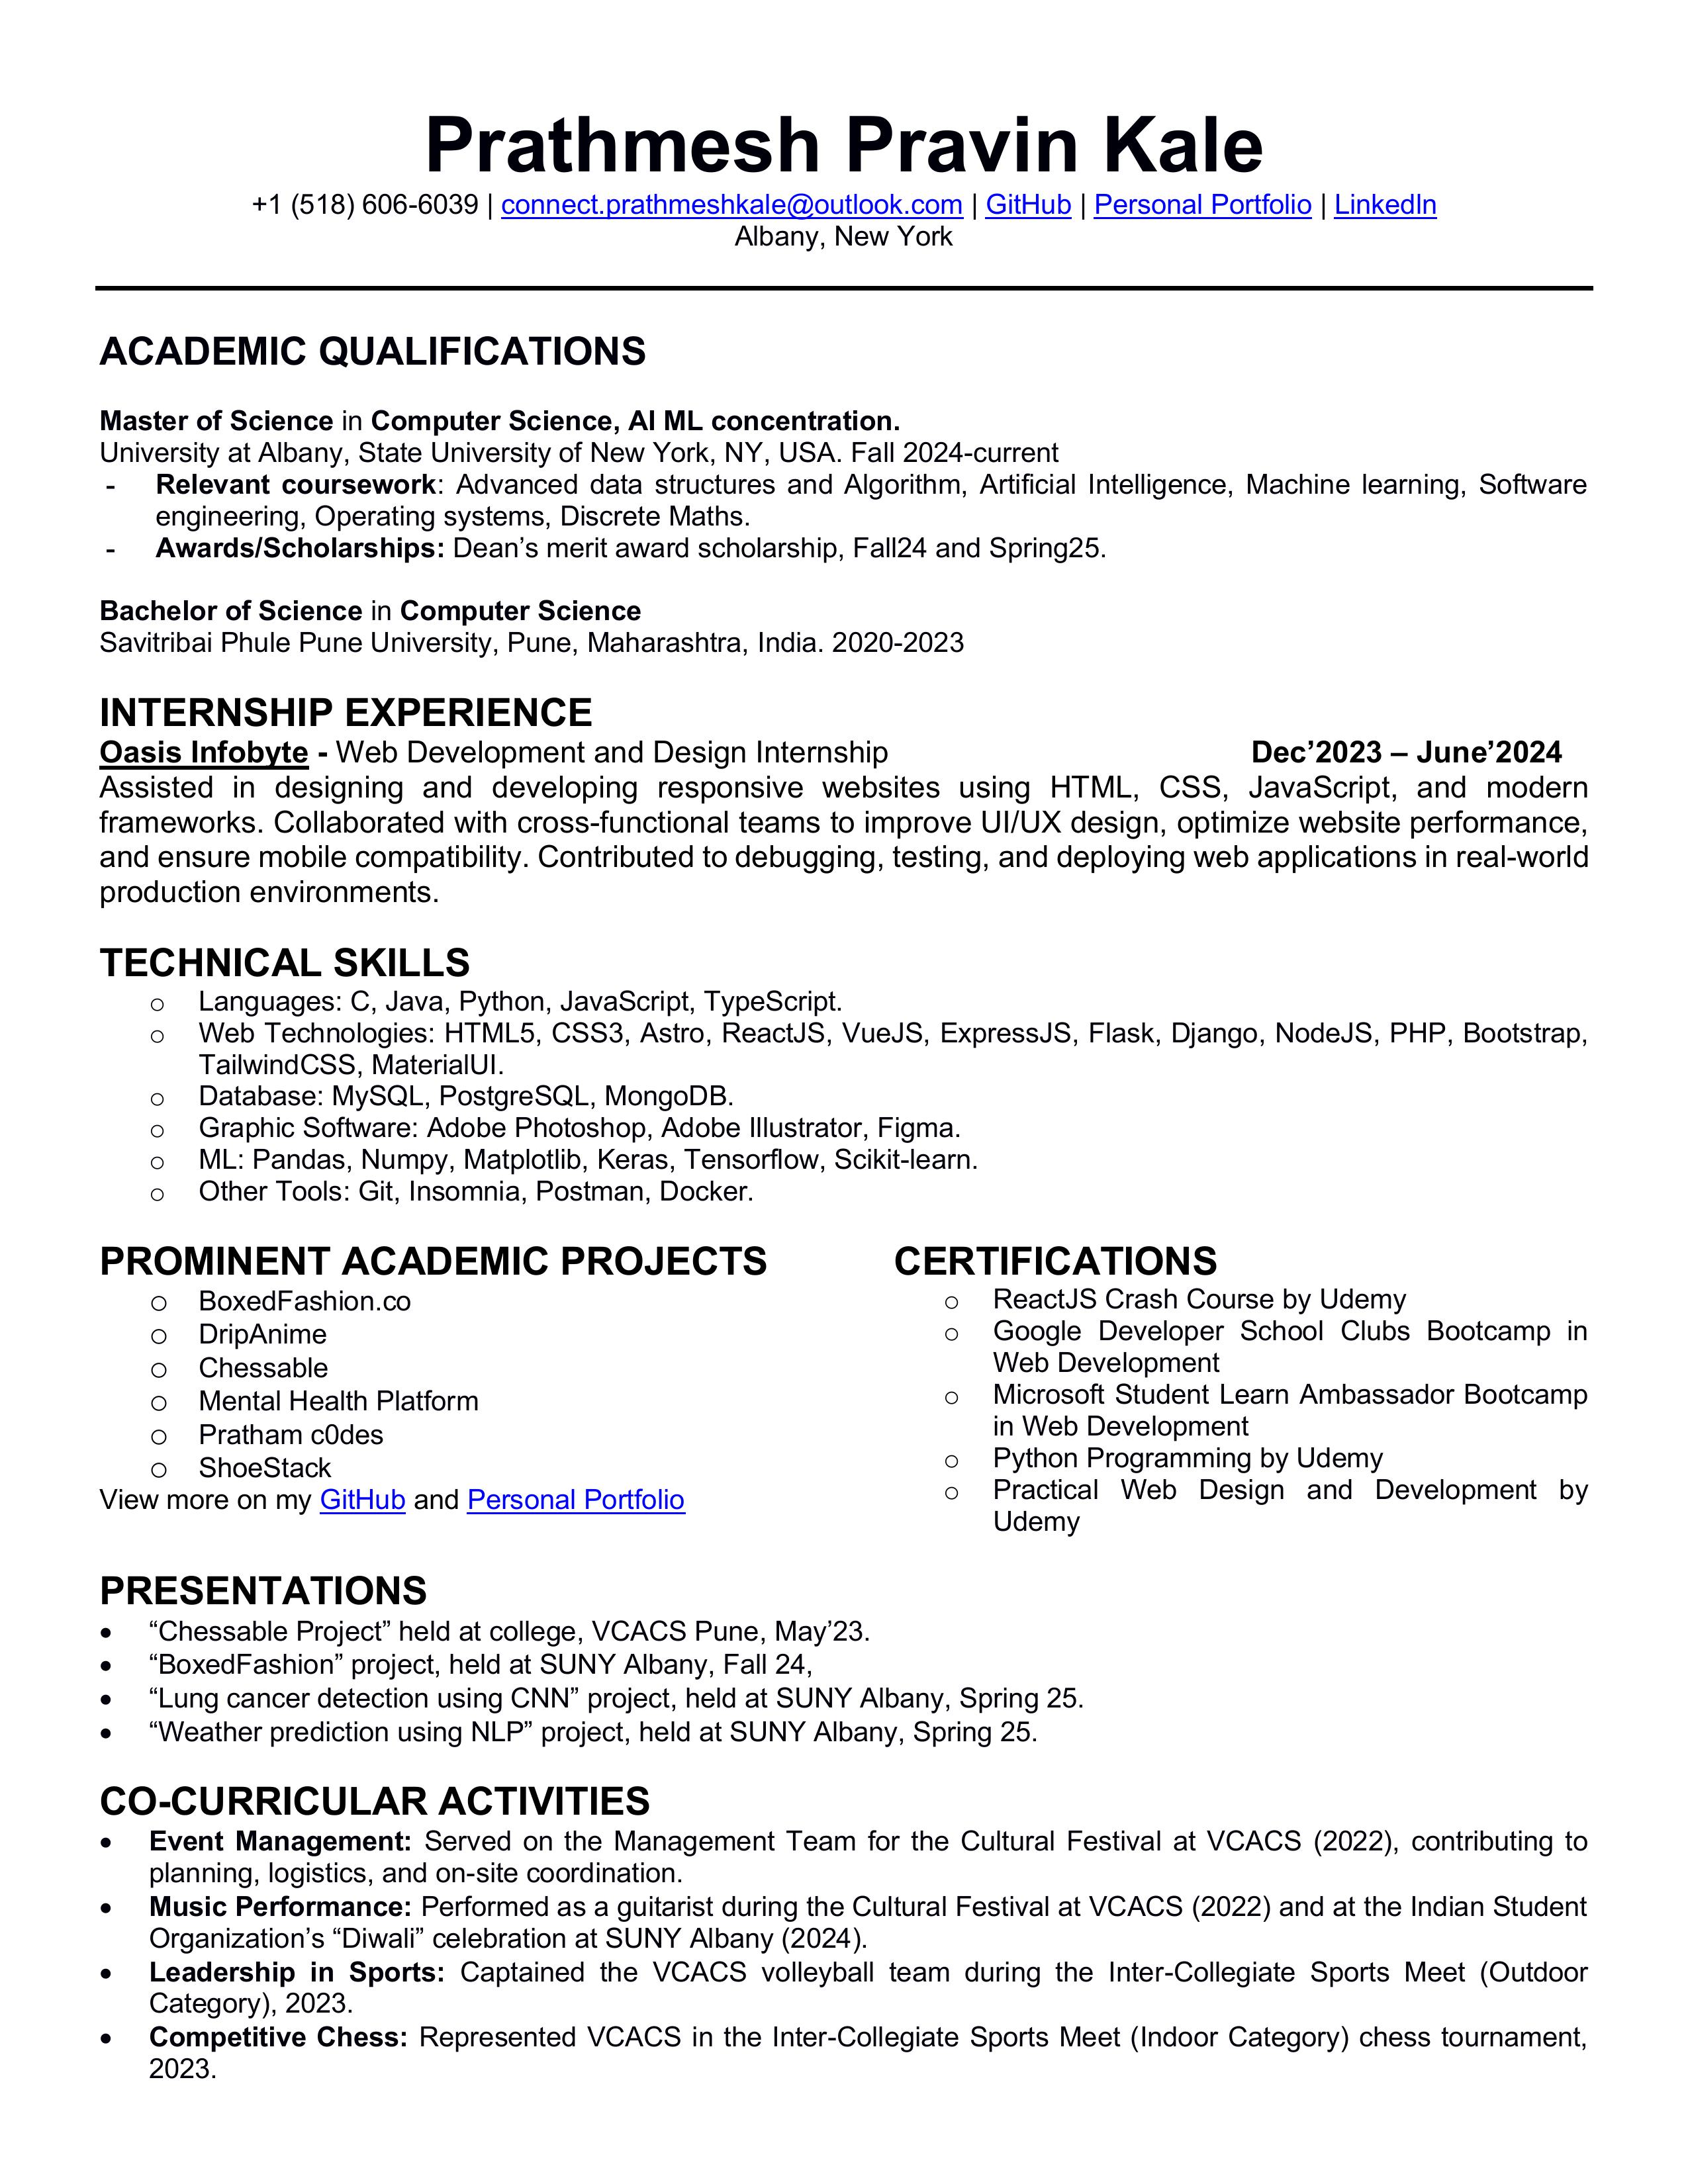 Prathmesh Pravin Kale
+1 (518) 606-6039 | connect.prathmeshkale@outlook.com | GitHub | Personal Portfolio | LinkedIn
Albany, New York
ACADEMIC QUALIFICATIONS
Master of Science in Computer Science, AI ML concentration.
University at Albany, State University of New York, NY, USA. Fall 2024-current
- Relevant coursework: Advanced data structures and Algorithm, Artificial Intelligence, Machine learning, Software
engineering, Operating systems, Discrete Maths.
- Awards/Scholarships: Dean’s merit award scholarship, Fall24 and Spring25.
Bachelor of Science in Computer Science
Savitribai Phule Pune University, Pune, Maharashtra, India. 2020-2023
INTERNSHIP EXPERIENCE
Oasis Infobyte - Web Development and Design Internship Dec’2023 – June’2024
Assisted in designing and developing responsive websites using HTML, CSS, JavaScript, and modern
frameworks. Collaborated with cross-functional teams to improve UI/UX design, optimize website performance,
and ensure mobile compatibility. Contributed to debugging, testing, and deploying web applications in real-world
production environments.
TECHNICAL SKILLS
o Languages: C, Java, Python, JavaScript, TypeScript.
o Web Technologies: HTML5, CSS3, Astro, ReactJS, VueJS, ExpressJS, Flask, Django, NodeJS, PHP, Bootstrap,
TailwindCSS, MaterialUI.
o Database: MySQL, PostgreSQL, MongoDB.
o Graphic Software: Adobe Photoshop, Adobe Illustrator, Figma.
o ML: Pandas, Numpy, Matplotlib, Keras, Tensorflow, Scikit-learn.
o Other Tools: Git, Insomnia, Postman, Docker.
PROMINENT ACADEMIC PROJECTS
o BoxedFashion.co
o DripAnime
o Chessable
o Mental Health Platform
o Pratham c0des
o ShoeStack
View more on my GitHub and Personal Portfolio
CERTIFICATIONS
o ReactJS Crash Course by Udemy
o Google Developer School Clubs Bootcamp in
Web Development
o Microsoft Student Learn Ambassador Bootcamp
in Web Development
o Python Programming by Udemy
o Practical Web Design and Development by
Udemy
PRESENTATIONS
• “Chessable Project” held at college, VCACS Pune, May’23.
• “BoxedFashion” project, held at SUNY Albany, Fall 24,
• “Lung cancer detection using CNN” project, held at SUNY Albany, Spring 25.
• “Weather prediction using NLP” project, held at SUNY Albany, Spring 25.
CO-CURRICULAR ACTIVITIES
• Event Management: Served on the Management Team for the Cultural Festival at VCACS (2022), contributing to
planning, logistics, and on-site coordination.
• Music Performance: Performed as a guitarist during the Cultural Festival at VCACS (2022) and at the Indian Student
Organization’s “Diwali” celebration at SUNY Albany (2024).
• Leadership in Sports: Captained the VCACS volleyball team during the Inter-Collegiate Sports Meet (Outdoor
Category), 2023.
• Competitive Chess: Represented VCACS in the Inter-Collegiate Sports Meet (Indoor Category) chess tournament,
2023.